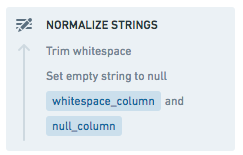 NORMALIZE STRINGS
Trim whitespace
Set empty string to null
whitespace_column and
null_column